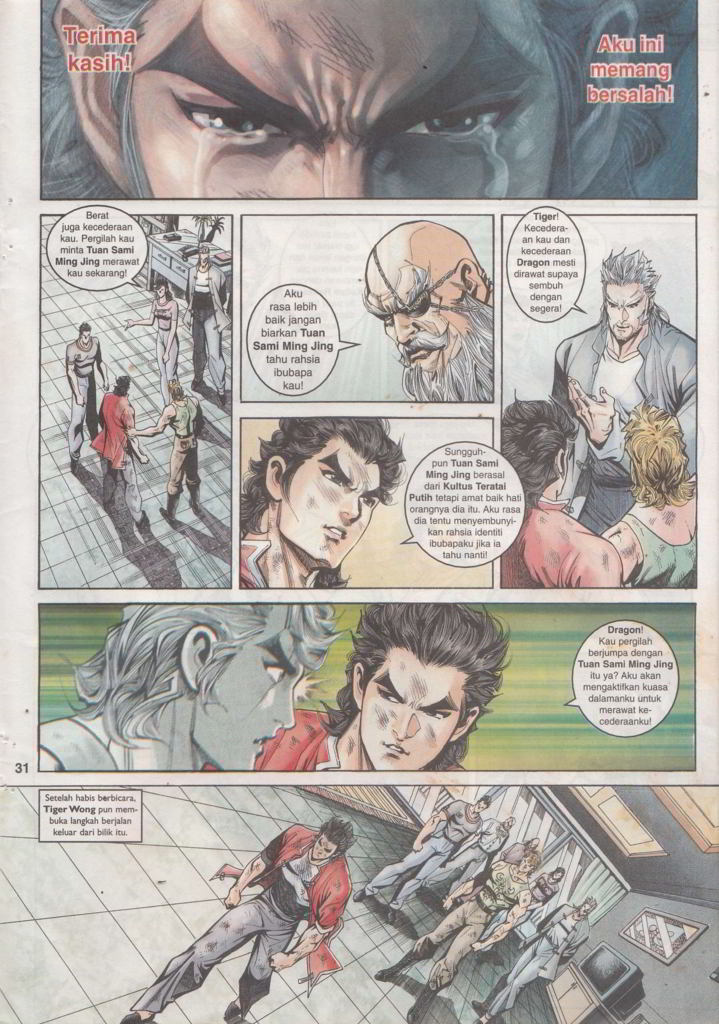 Terima
kasih!
Aku ini
memang
bersalah!
Berat
juga kecederaan
kau. Pergilah kau
minta Tuan Sami
Ming Jing merawat
kau sekarang!
Aku
rasa lebih
baik jangan
biarkan Tuan
Sami Ming Jing
tahu rahsia
ibubapa
kau!
Tiger!
Kecedera-
an kau dan
kecederaan
Dragon mesti
dirawat supaya
sembuh
dengan
segera!
Sungguh-
pun Tuan Sami
Ming Jing berasal
dari Kultus Teratai
Putih tetapi amat baik hati
orangnya dia itu. Aku rasa
dia tentu menyembunyi-
kan rahsia identiti
ibubapaku jika ia
tahu nanti!
Dragon!
Kau pergilah
berjumpa dengan
Tuan Sami Ming Jing
itu ya? Aku akan
mengaktifkan kuasa
dalamanku untuk
merawat ke-
cederaanku!
31
Setelah habis berbicara,
Tiger Wong pun mem-
buka langkah berjalan
keluar dari bilik itu.